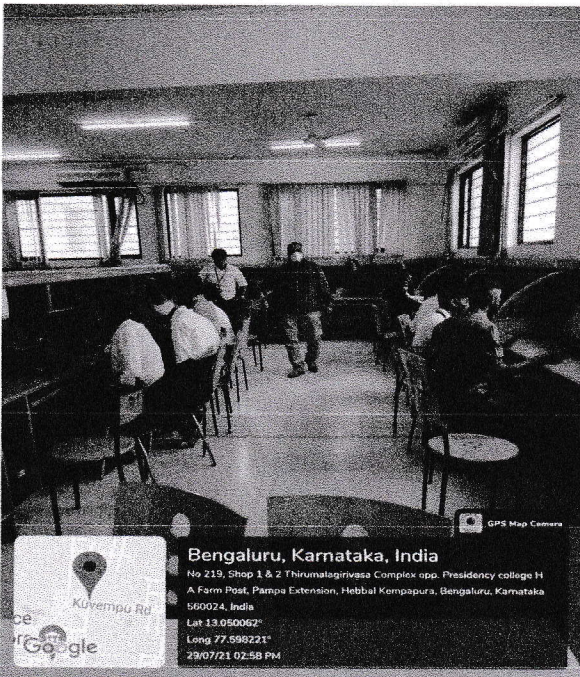 GPS Map Camera
Bengaluru, Karnataka, India
No 219, Shop 1 & 2 Thirumalagirivasa Complex opp. Presidency college H
A Farm Post, Pampa Extension, Hebbal Kempapura, Bengaluru, Karnataka
560024, India
Lat 13.050062°
Long 77.598221°
29/07/21 02:58 PM
Kuvempu Rd
Google